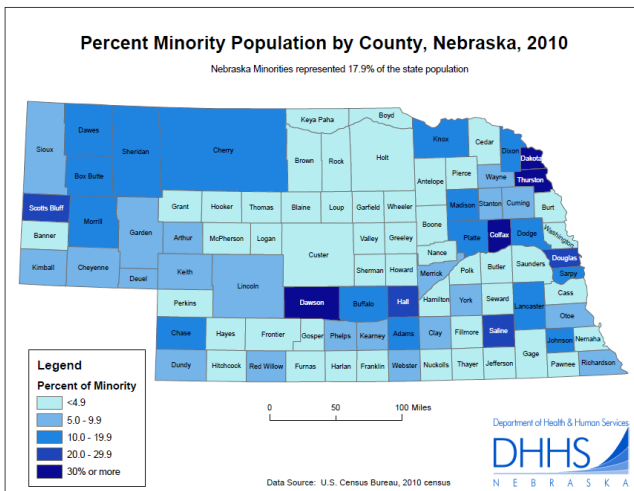 Percent Minority Population by County, Nebraska, 2010
Nebraska Minorities represented 17.9% of the state population
Sioux
Dawes
Sheridan
Cherry
Keya Paha
Boyd
Box Butte
Brown
Rock
Holt
Knox
Cedar
Dixon
Dakota
Scotts Bluff
Morrill
Garden
Grant
Hooker
Thomas
Blaine
Loup
Garfield
Wheeler
Antelope
Pierce
Wayne
Thurston
Banner
Arthur
McPherson
Logan
Custer
Valley
Greeley
Boone
Madison
Stanton
Cuming
Burt
Kimball
Cheyenne
Deuel
Keith
Lincoln
Sherman
Howard
Nance
Merrick
Platte
Colfax
Dodge
Washington
Perkins
Dawson
Buffalo
Hall
Hamilton
Polk
Butler
Saunders
Douglas
Sarpy
York
Seward
Lancaster
Cass
Otoe
Chase
Hayes
Frontier
Gosper
Phelps
Kearney
Adams
Clay
Fillmore
Saline
Johnson
Nemaha
Dundy
Hitchcock
Red Willow
Furnas
Harlan
Franklin
Webster
Nuckolls
Thayer
Jefferson
Gage
Pawnee
Richardson
Legend
Percent of Minority
<4.9
5.0 - 9.9
10.0 - 19.9
20.0 - 29.9
30% or more
0 50 100 Miles
Data Source: U.S. Census Bureau, 2010 census
Department of Health & Human Services
DHHS
NEBRASKA